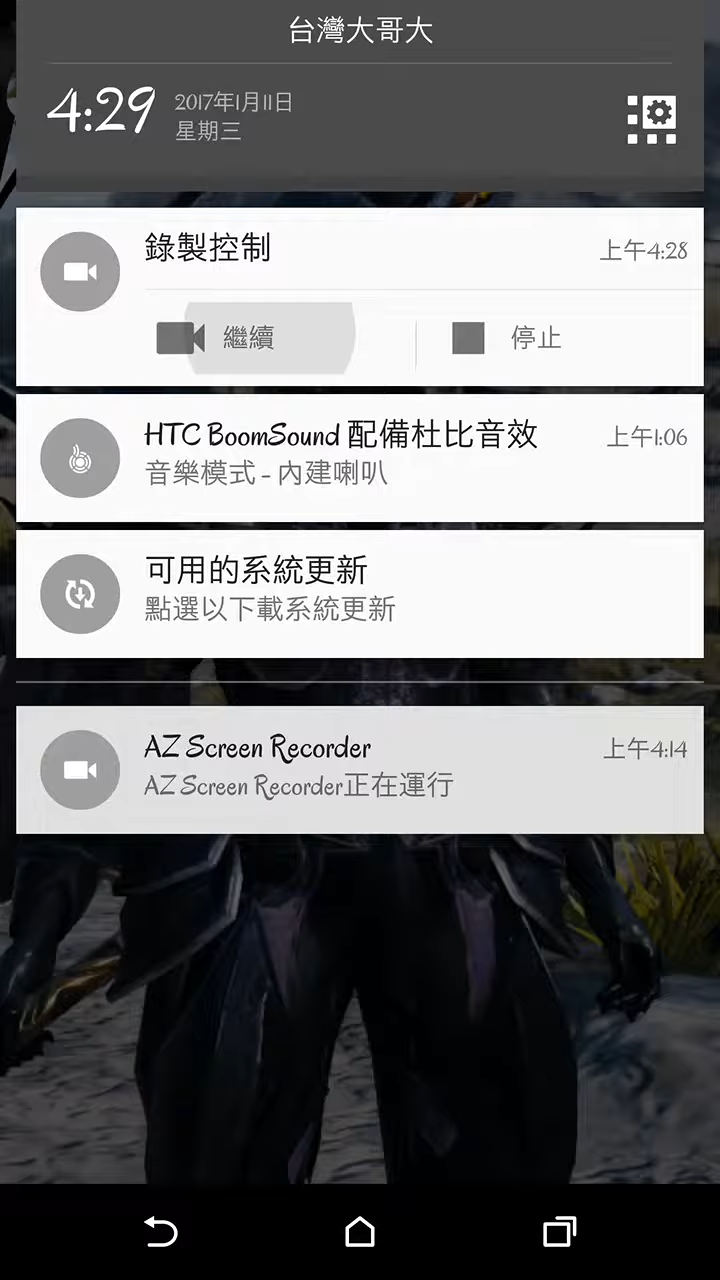 台灣大哥大
4:29
2017年1月11日
星期三
錄製控制
上午4:28
繼續
停止
HTC BoomSound 配備杜比音效
上午1:06
音樂模式 - 內建喇叭
可用的系統更新
點選以下載系統更新
AZ Screen Recorder
上午4:14
AZ Screen Recorder正在運行